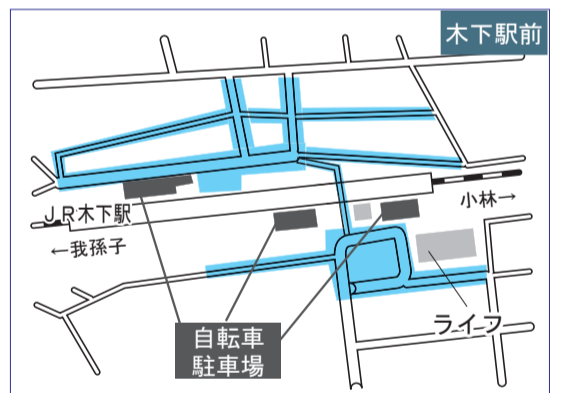 木下駅前
JR木下駅
小林→
←我孫子
ライフ
自転車
駐車場